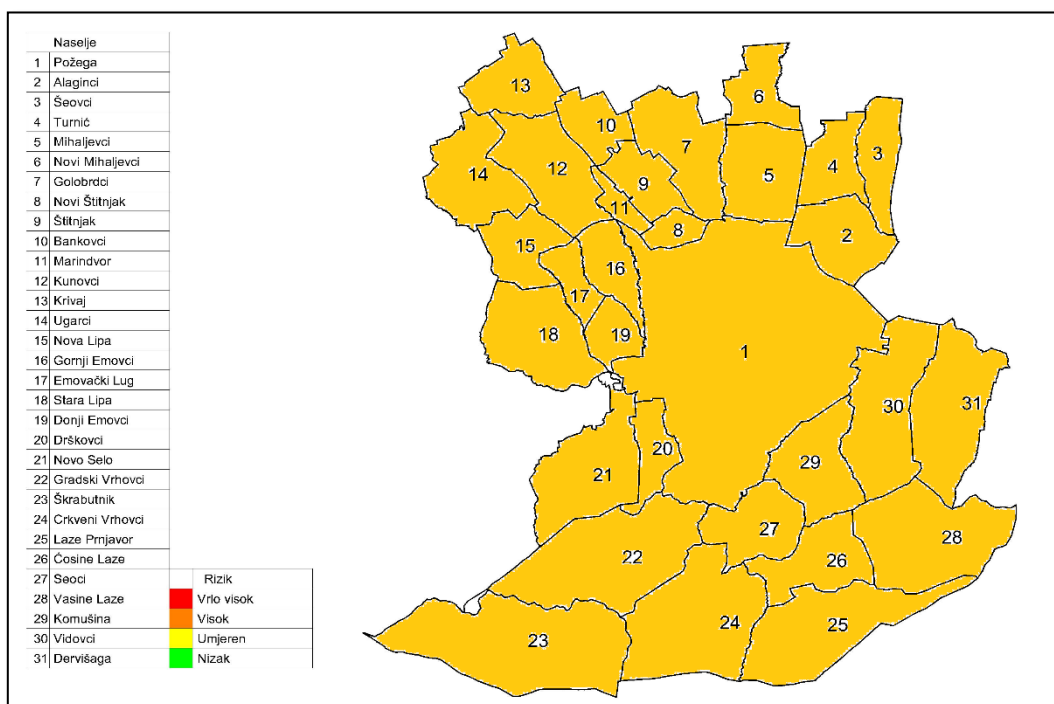 Naselje
1 Požega
2 Alaginci
3 Šeovci
4 Turnić
5 Mihaljevci
6 Novi Mihaljevci
7 Golobrdci
8 Novi Štitnjak
9 Štitnjak
10 Bankovci
11 Marindvor
12 Kunovci
13 Krivaj
14 Ugarci
15 Nova Lipa
16 Gornji Emovci
17 Emovački Lug
18 Stara Lipa
19 Donji Emovci
20 Drškovci
21 Novo Selo
22 Gradski Vrhovci
23 Škrabutnik
24 Crkveni Vrhovci
25 Laze Prnjavor
26 Ćosine Laze
27 Seoci
28 Vasine Laze
29 Komušina
30 Vidovci
31 Dervišaga
Rizik
Vrlo visok
Visok
Umjeren
Nizak
13
6
10
7
3
12
4
14
9
5
11
8
2
15
16
17
18
19
1
30
31
20
29
21
27
28
22
26
24
25
23